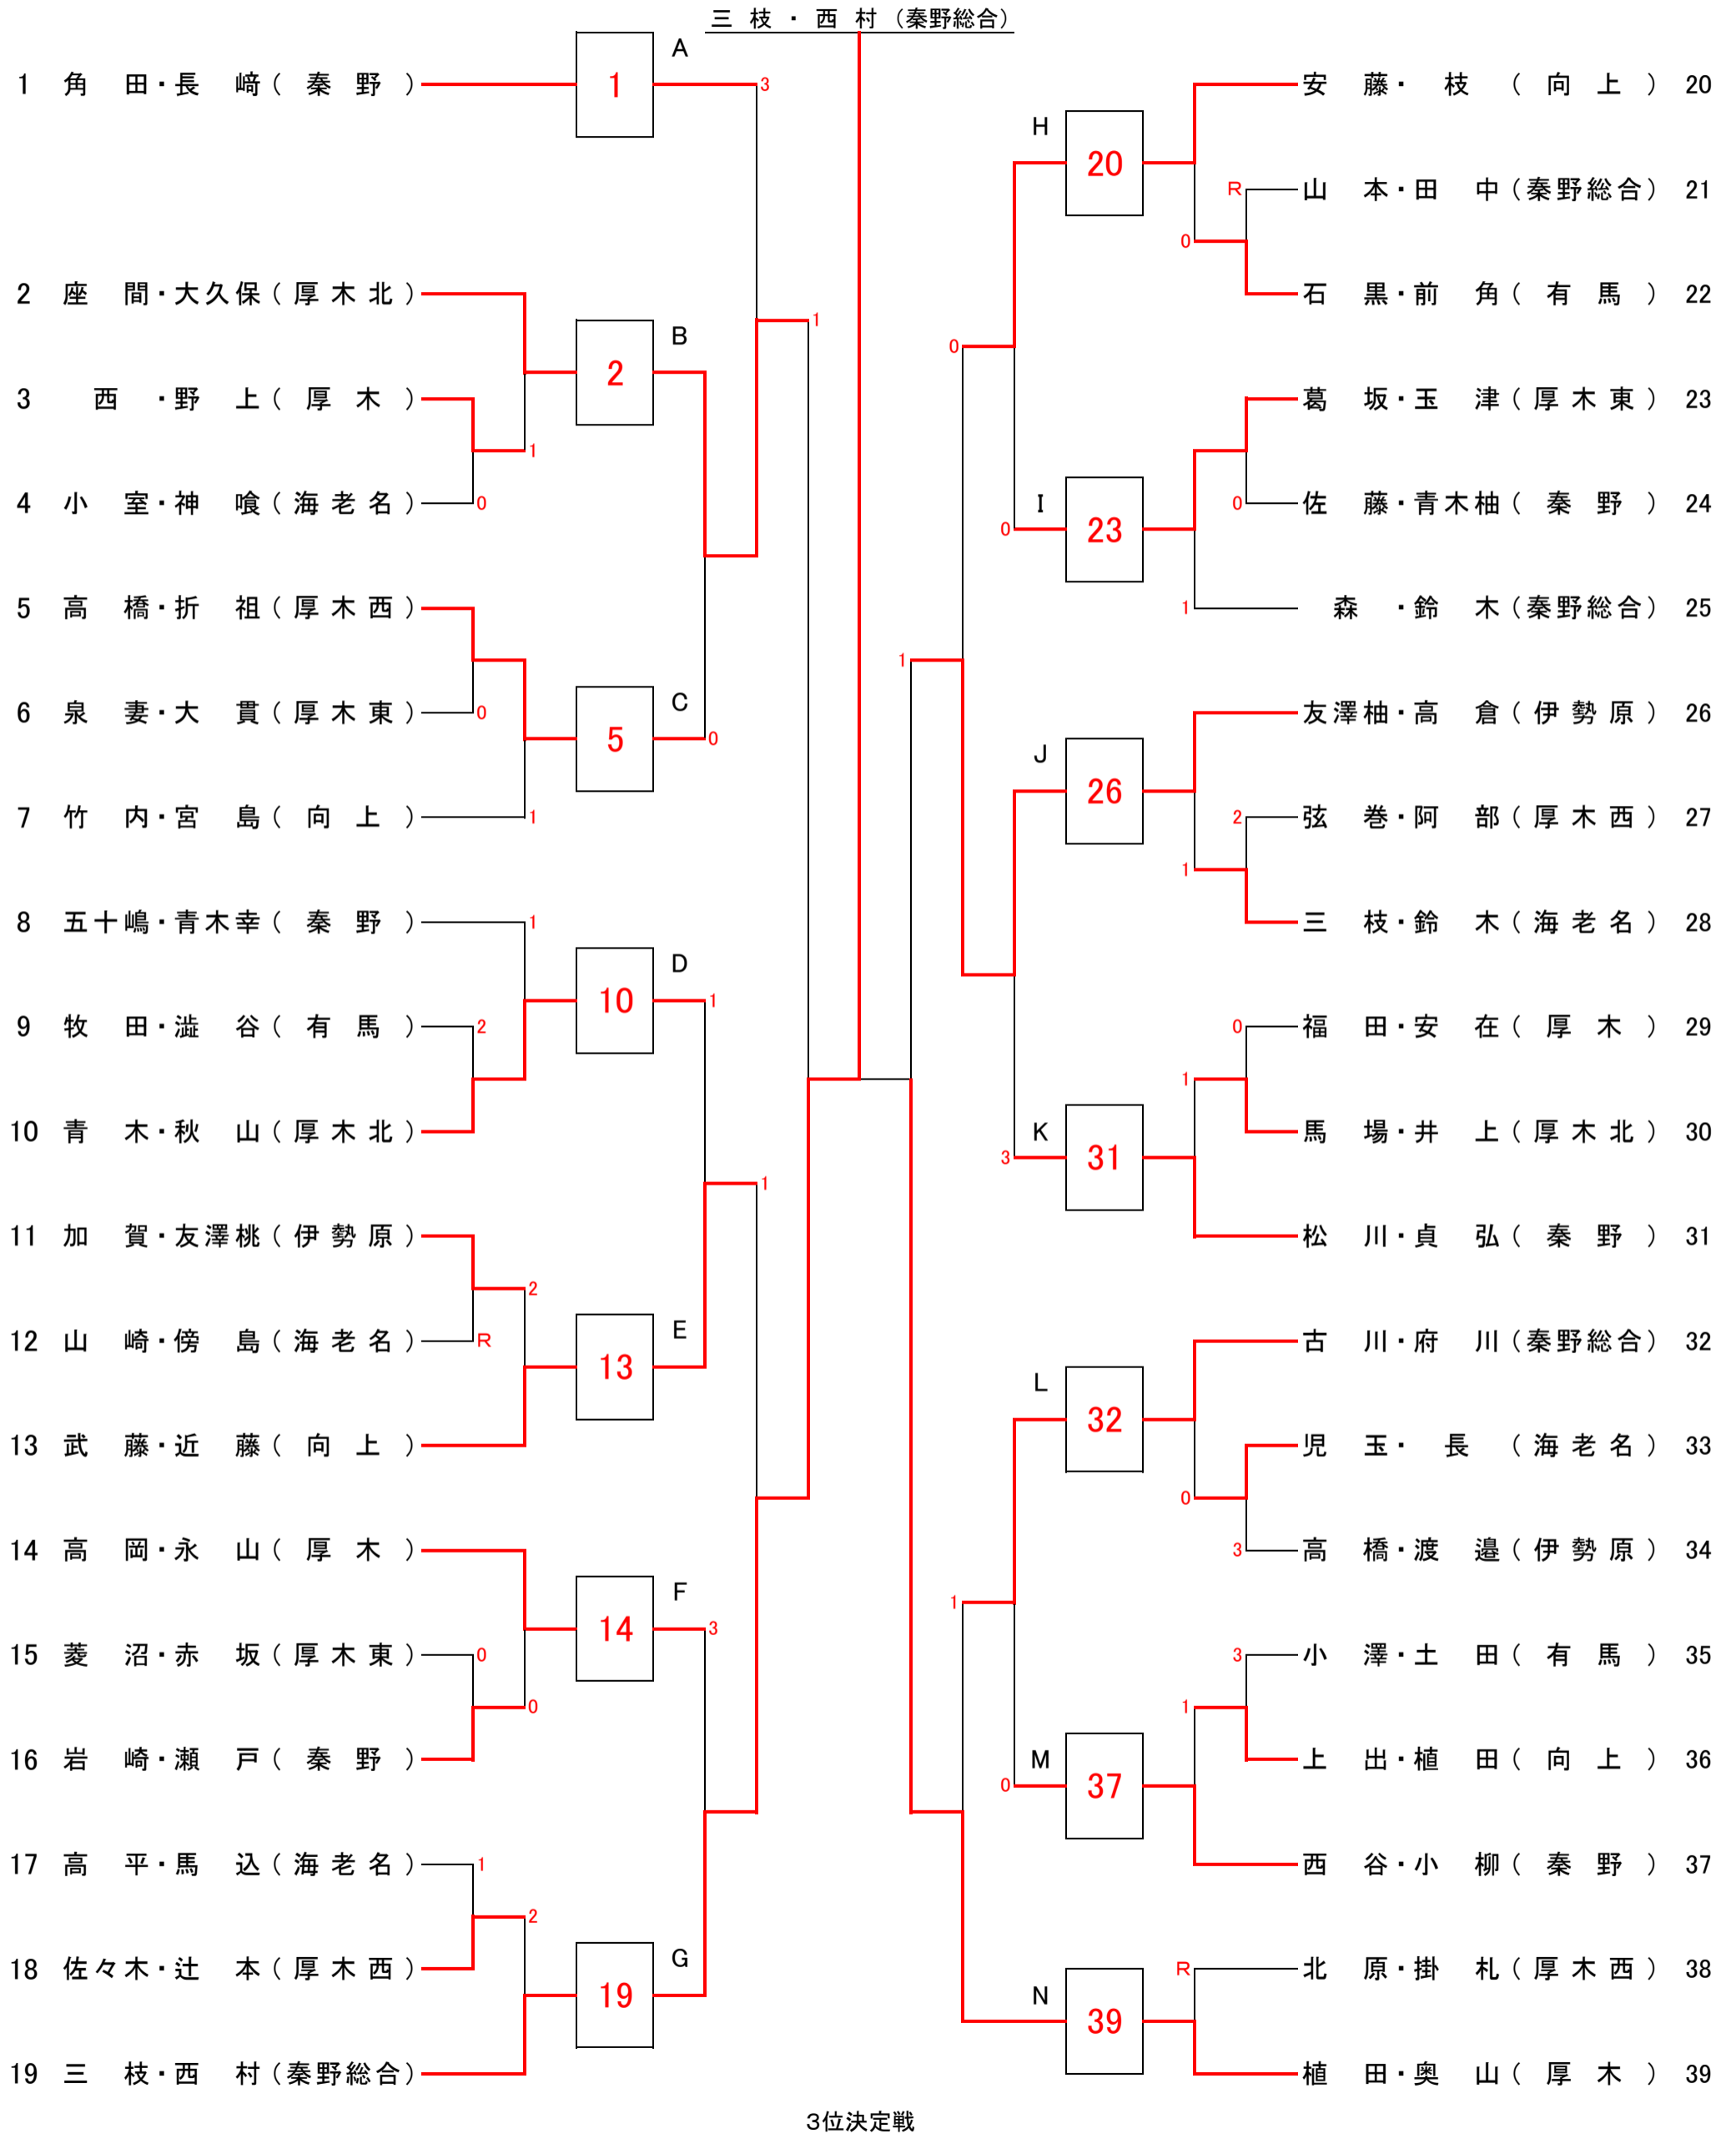 三枝・西村（秦野総合）
1 角田・長﨑（秦野）
2 座間・大久保（厚木北）
3 西・野上（厚木）
4 小室・神喰（海老名）
5 高橋・折祖（厚木西）
6 泉妻・大貫（厚木東）
7 竹内・宮島（向上）
8 五十嶋・青木幸（秦野）
9 牧田・澁谷（有馬）
10 青木・秋山（厚木北）
11 加賀・友澤桃（伊勢原）
12 山崎・傍島（海老名）
13 武藤・近藤（向上）
14 高岡・永山（厚木）
15 菱沼・赤坂（厚木東）
16 岩崎・瀬戸（秦野）
17 高平・馬込（海老名）
18 佐々木・辻本（厚木西）
19 三枝・西村（秦野総合）
A
1
3
B
2
1
0
C
5
0
0
1
1
D
10
1
2
1
E
13
2
R
1
F
14
0
0
3
G
19
1
2
H
20
R
0
0
I
23
0
0
1
1
J
26
2
1
K
31
0
1
3
L
32
0
3
1
M
37
3
1
0
N
39
R
安藤・枝（向上） 20
山本・田中（秦野総合） 21
石黒・前角（有馬） 22
葛坂・玉津（厚木東） 23
佐藤・青木柚（秦野） 24
森・鈴木（秦野総合） 25
友澤柚・高倉（伊勢原） 26
弦巻・阿部（厚木西） 27
三枝・鈴木（海老名） 28
福田・安在（厚木） 29
馬場・井上（厚木北） 30
松川・貞弘（秦野） 31
古川・府川（秦野総合） 32
児玉・長（海老名） 33
高橋・渡邉（伊勢原） 34
小澤・土田（有馬） 35
上出・植田（向上） 36
西谷・小柳（秦野） 37
北原・掛札（厚木西） 38
植田・奥山（厚木） 39
３位決定戦